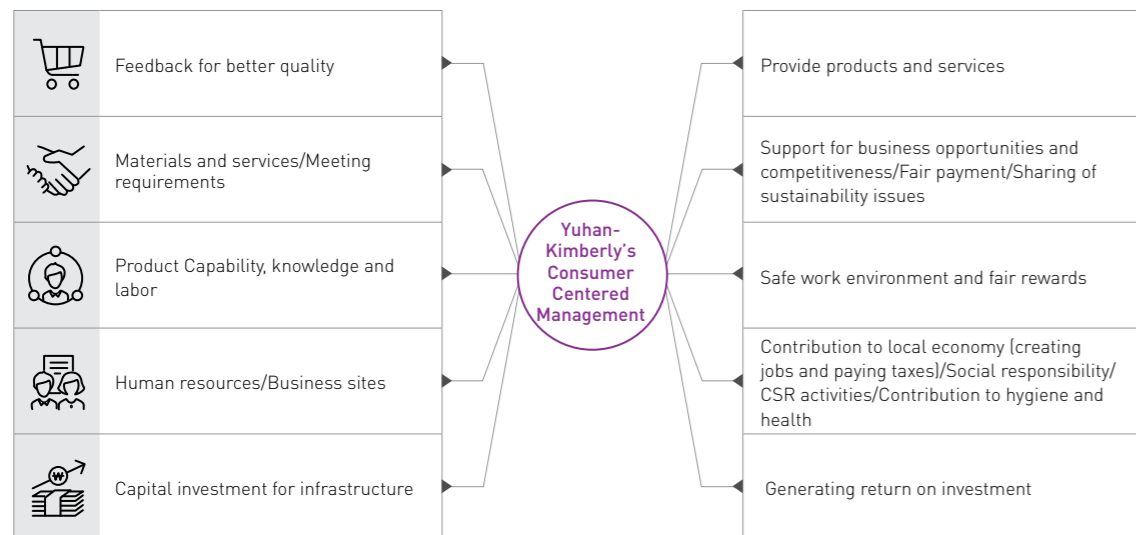 Feedback for better quality
Materials and services/Meeting
requirements
Product Capability, knowledge and
labor
Human resources/Business sites
Capital investment for infrastructure
Yuhan-
Kimberly’s
Consumer
Centered
Management
Provide products and services
Support for business opportunities and
competitiveness/Fair payment/Sharing of
sustainability issues
Safe work environment and fair rewards
Contribution to local economy (creating
jobs and paying taxes)/Social responsibility/
CSR activities/Contribution to hygiene and
health
Generating return on investment